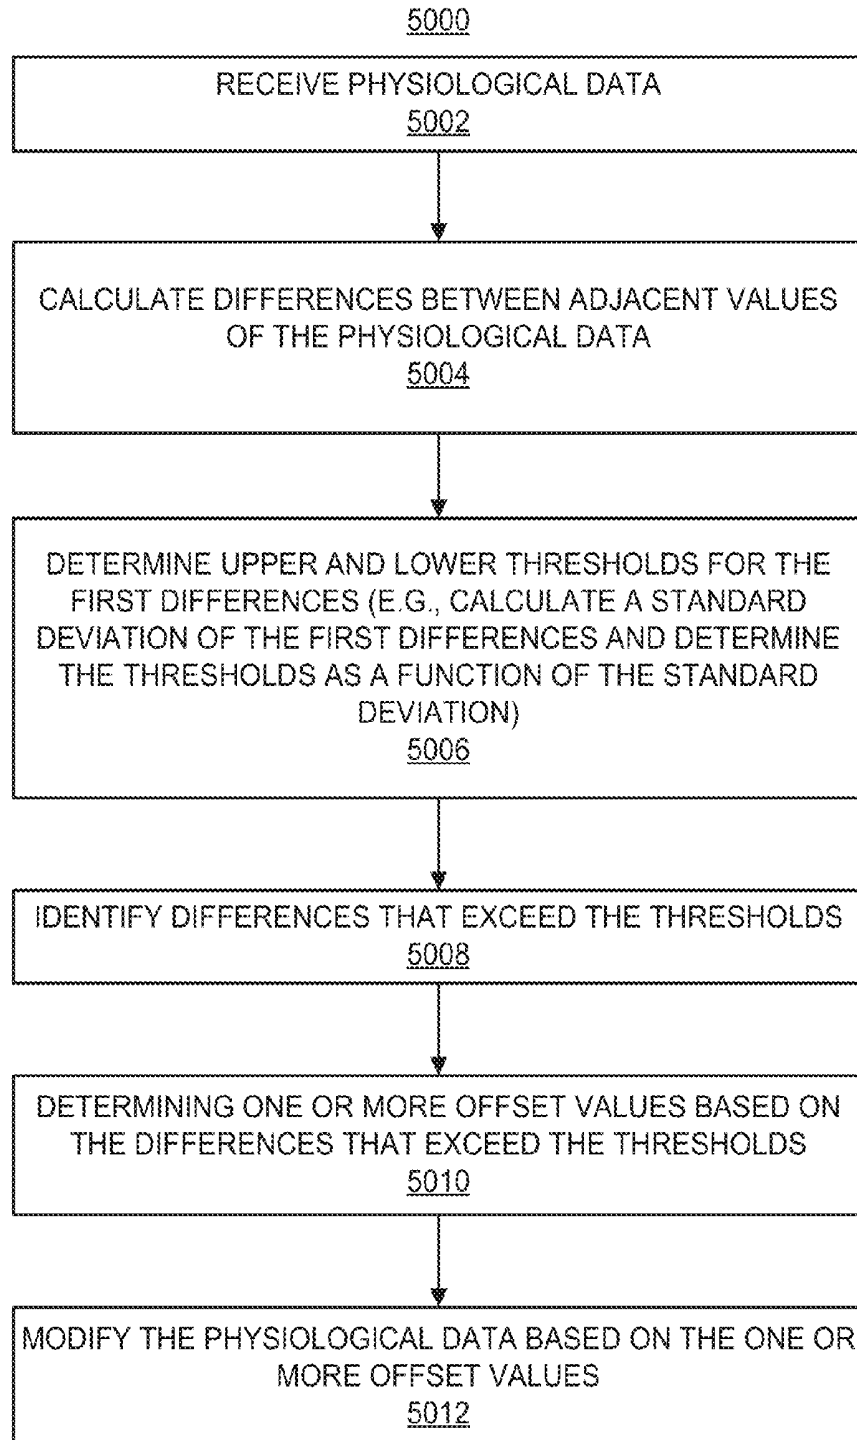 5000
RECEIVE PHYSIOLOGICAL DATA
5002
CALCULATE DIFFERENCES BETWEEN ADJACENT VALUES
OF THE PHYSIOLOGICAL DATA
5004
DETERMINE UPPER AND LOWER THRESHOLDS FOR THE
FIRST DIFFERENCES (E.G., CALCULATE A STANDARD
DEVIATION OF THE FIRST DIFFERENCES AND DETERMINE
THE THRESHOLDS AS A FUNCTION OF THE STANDARD
DEVIATION)
5006
IDENTIFY DIFFERENCES THAT EXCEED THE THRESHOLDS
5008
DETERMINING ONE OR MORE OFFSET VALUES BASED ON
THE DIFFERENCES THAT EXCEED THE THRESHOLDS
5010
MODIFY THE PHYSIOLOGICAL DATA BASED ON THE ONE OR
MORE OFFSET VALUES
5012